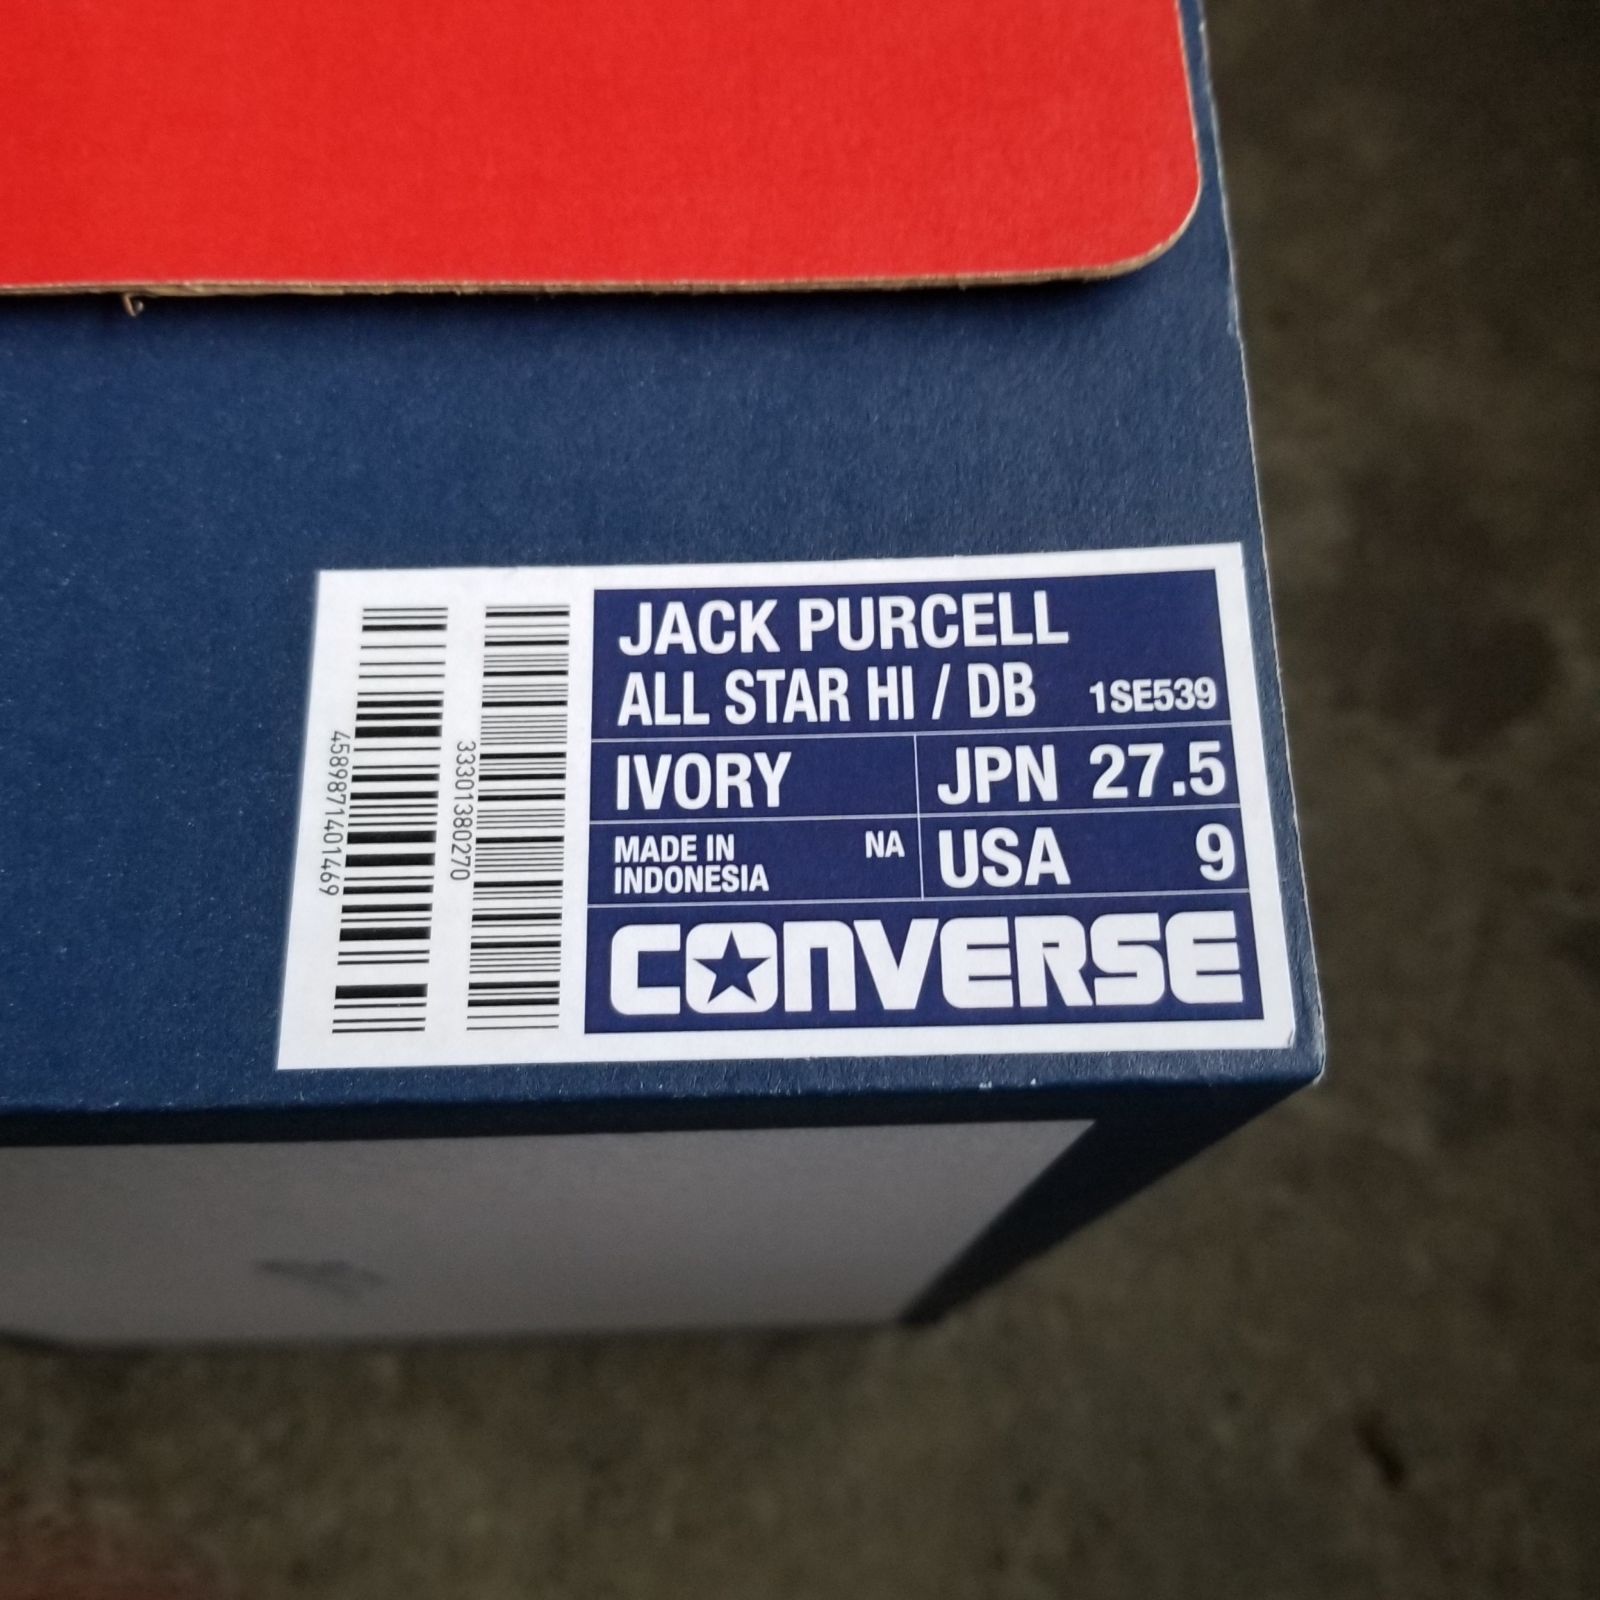 JACK PURCELL
ALL STAR HI / DB 1SE539
IVORY JPN 27.5
MADE IN INDONESIA NA USA 9
CONVERSE
4589871401469
33301380270